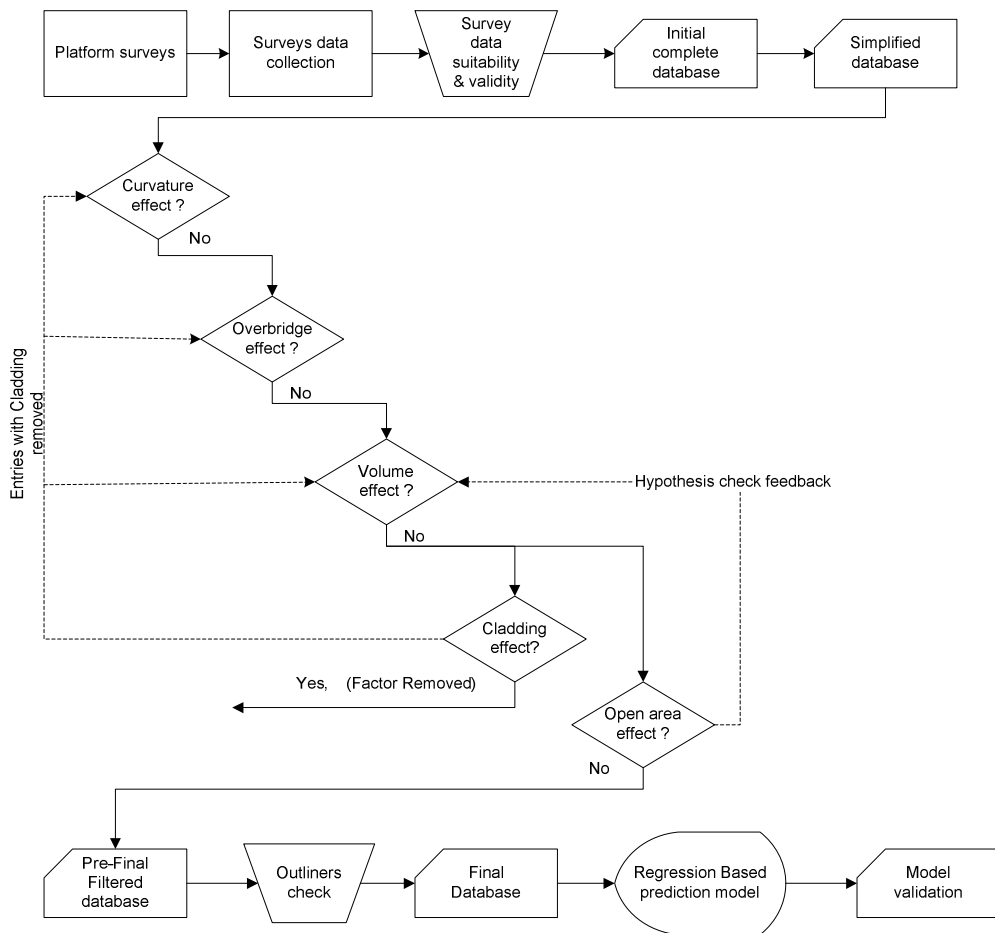 Platform surveys
Surveys data
collection
Survey
data
suitability
& validity
Initial
complete
database
Simplified
database
Curvature
effect ?
No
Overbridge
effect ?
No
Entries with Cladding
removed
Volume
effect ?
Hypothesis check feedback
No
Cladding
effect?
Yes, (Factor Removed)
Open area
effect ?
No
Pre-Final
Filtered
database
Outliners
check
Final
Database
Regression Based
prediction model
Model
validation